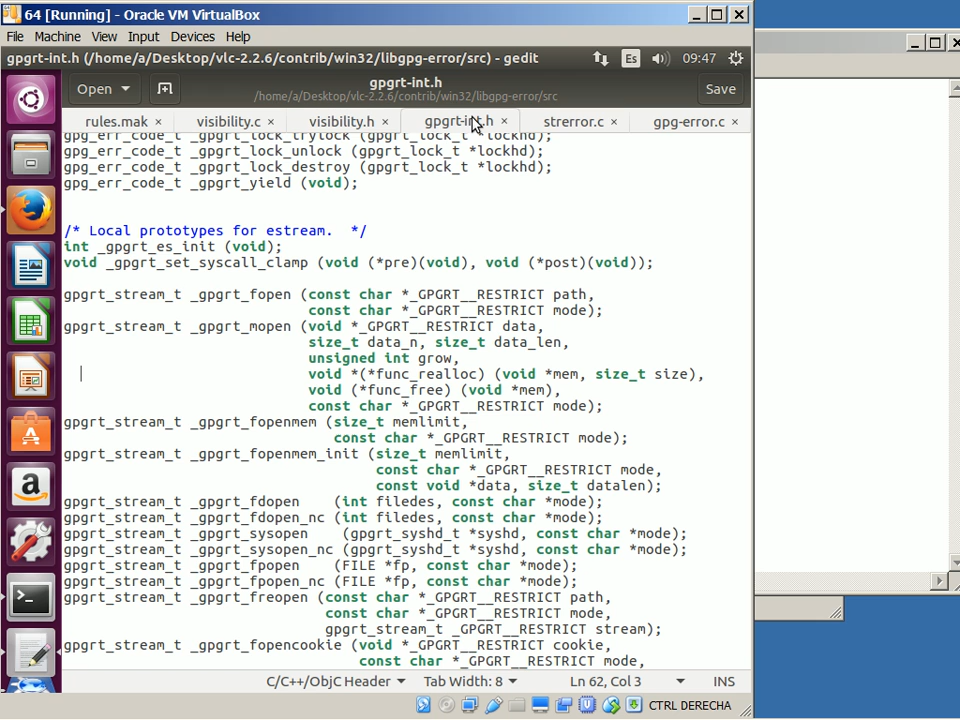 64 [Running] - Oracle VM VirtualBox
File Machine View Input Devices Help
gpgrt-int.h (/home/a/Desktop/vlc-2.2.6/contrib/win32/libgpg-error/src) - gedit
Es
09:47
Open
gpgrt-int.h
/home/a/Desktop/vlc-2.2.6/contrib/win32/libgpg-error/src
Save
rules.mak × visibility.c × visibility.h × gpgrt-int.h × strerror.c × gpg-error.c ×
gpg_err_code_t _gpgrt_lock_trylock (gpgrt_lock_t *lockhd);
gpg_err_code_t _gpgrt_lock_unlock (gpgrt_lock_t *lockhd);
gpg_err_code_t _gpgrt_lock_destroy (gpgrt_lock_t *lockhd);
gpg_err_code_t _gpgrt_yield (void);
/* Local prototypes for estream.  */
int _gpgrt_es_init (void);
void _gpgrt_set_syscall_clamp (void (*pre)(void), void (*post)(void));
gpgrt_stream_t _gpgrt_fopen (const char *_GPGRT__RESTRICT path,
const char *_GPGRT__RESTRICT mode);
gpgrt_stream_t _gpgrt_mopen (void *_GPGRT__RESTRICT data,
size_t data_n, size_t data_len,
unsigned int grow,
void *(*func_realloc) (void *mem, size_t size),
void (*func_free) (void *mem),
const char *_GPGRT__RESTRICT mode);
gpgrt_stream_t _gpgrt_fopenmem (size_t memlimit,
const char *_GPGRT__RESTRICT mode);
gpgrt_stream_t _gpgrt_fopenmem_init (size_t memlimit,
const char *_GPGRT__RESTRICT mode,
const void *data, size_t datalen);
gpgrt_stream_t _gpgrt_fdopen    (int filedes, const char *mode);
gpgrt_stream_t _gpgrt_fdopen_nc (int filedes, const char *mode);
gpgrt_stream_t _gpgrt_sysopen    (gpgrt_syshd_t *syshd, const char *mode);
gpgrt_stream_t _gpgrt_sysopen_nc (gpgrt_syshd_t *syshd, const char *mode);
gpgrt_stream_t _gpgrt_fpopen    (FILE *fp, const char *mode);
gpgrt_stream_t _gpgrt_fpopen_nc (FILE *fp, const char *mode);
gpgrt_stream_t _gpgrt_freopen (const char *_GPGRT__RESTRICT path,
const char *_GPGRT__RESTRICT mode,
gpgrt_stream_t _GPGRT__RESTRICT stream);
gpgrt_stream_t _gpgrt_fopencookie (void *_GPGRT__RESTRICT cookie,
const char *_GPGRT__RESTRICT mode,
C/C++/ObjC Header Tab Width: 8 Ln 62, Col 3 INS
CTRL DERECHA